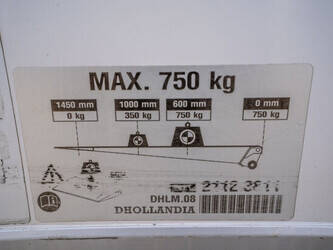 MAX. 750 kg
1450 mm 1000 mm 600 mm 0 mm
0 kg 350 kg 750 kg 750 kg
DHLM.08
DHOLLANDIA